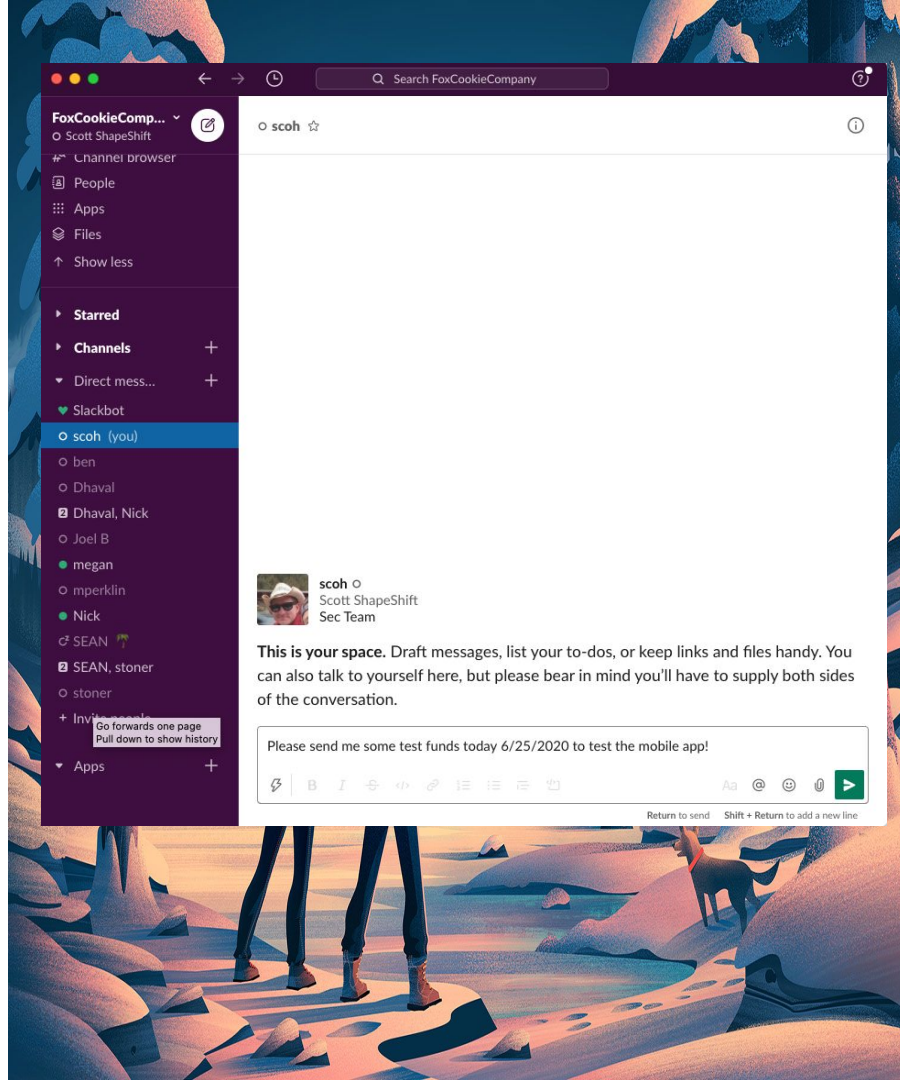 Search FoxCookieCompany
FoxCookieComp...
Scott ShapeShift
Channel browser
People
Apps
Files
Show less
Starred
Channels
Direct mess...
Slackbot
scoh (you)
ben
Dhaval
2 Dhaval, Nick
Joel B
megan
mperklin
Nick
SEAN
2 SEAN, stoner
stoner
+ Invite people
Go forwards one page
Pull down to show history
Apps
scoh
scoh
Scott ShapeShift
Sec Team
This is your space. Draft messages, list your to-dos, or keep links and files handy. You
can also talk to yourself here, but please bear in mind you’ll have to supply both sides
of the conversation.
Please send me some test funds today 6/25/2020 to test the mobile app!
B I S </> Aa @
Return to send Shift + Return to add a new line